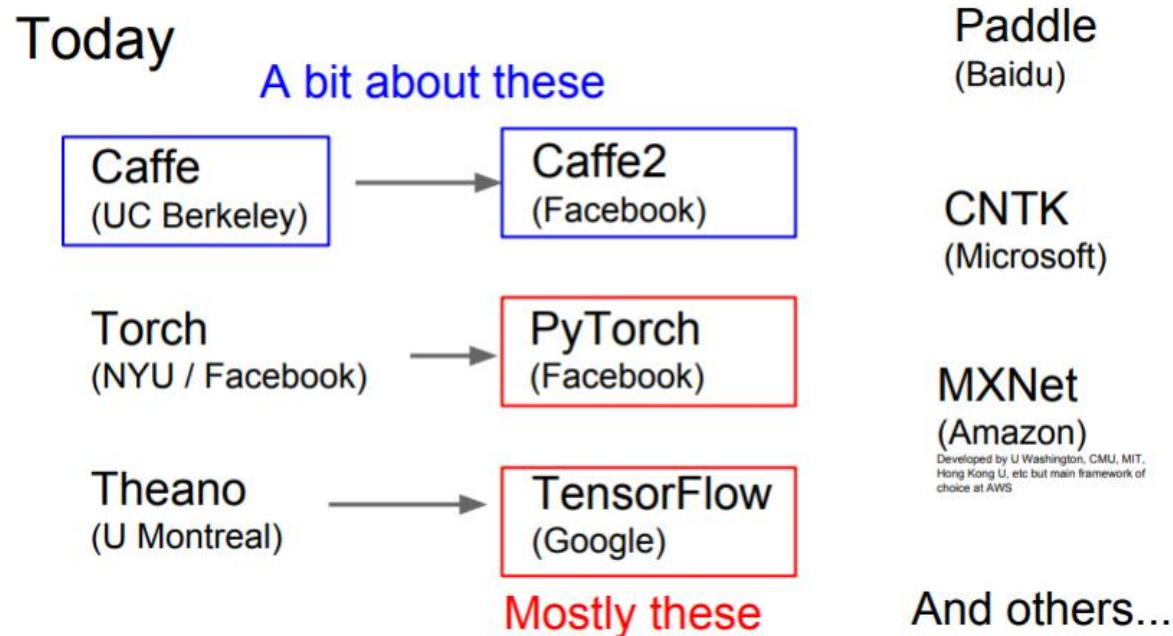 Today
A bit about these
Caffe
(UC Berkeley)
Caffe2
(Facebook)
Torch
(NYU / Facebook)
PyTorch
(Facebook)
Theano
(U Montreal)
TensorFlow
(Google)
Mostly these
Paddle
(Baidu)
CNTK
(Microsoft)
MXNet
(Amazon)
Developed by U Washington, CMU, MIT,
Hong Kong U, etc but main framework of
choice at AWS
And others...